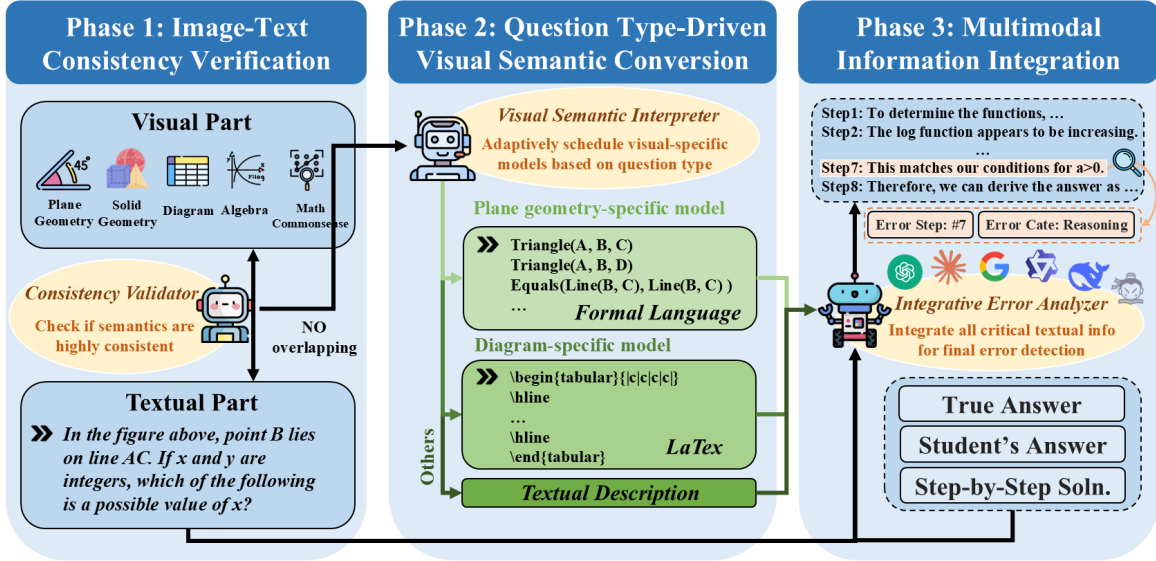 Phase 1: Image-Text
Consistency Verification
Visual Part
45°
Plane
Geometry
Solid
Geometry
Diagram
Algebra
Math
Commonsense
Consistency Validator
Check if semantics are
highly consistent
NO
overlapping
Textual Part
In the figure above, point B lies
on line AC. If x and y are
integers, which of the following
is a possible value of x?
Phase 2: Question Type-Driven
Visual Semantic Conversion
Visual Semantic Interpreter
Adaptively schedule visual-specific
models based on question type
Plane geometry-specific model
Triangle(A, B, C)
Triangle(A, B, D)
Equals(Line(B, C), Line(B, C) )
…
Formal Language
Diagram-specific model
\begin{tabular}{|c|c|c|c|}
\hline
…
\hline
\end{tabular}
LaTex
Others
Textual Description
Phase 3: Multimodal
Information Integration
Step1: To determine the functions, …
Step2: The log function appears to be increasing.
…
Step7: This matches our conditions for a>0.
Step8: Therefore, we can derive the answer as …
Error Step: #7
Error Cate: Reasoning
Integrative Error Analyzer
Integrate all critical textual info
for final error detection
True Answer
Student's Answer
Step-by-Step Soln.